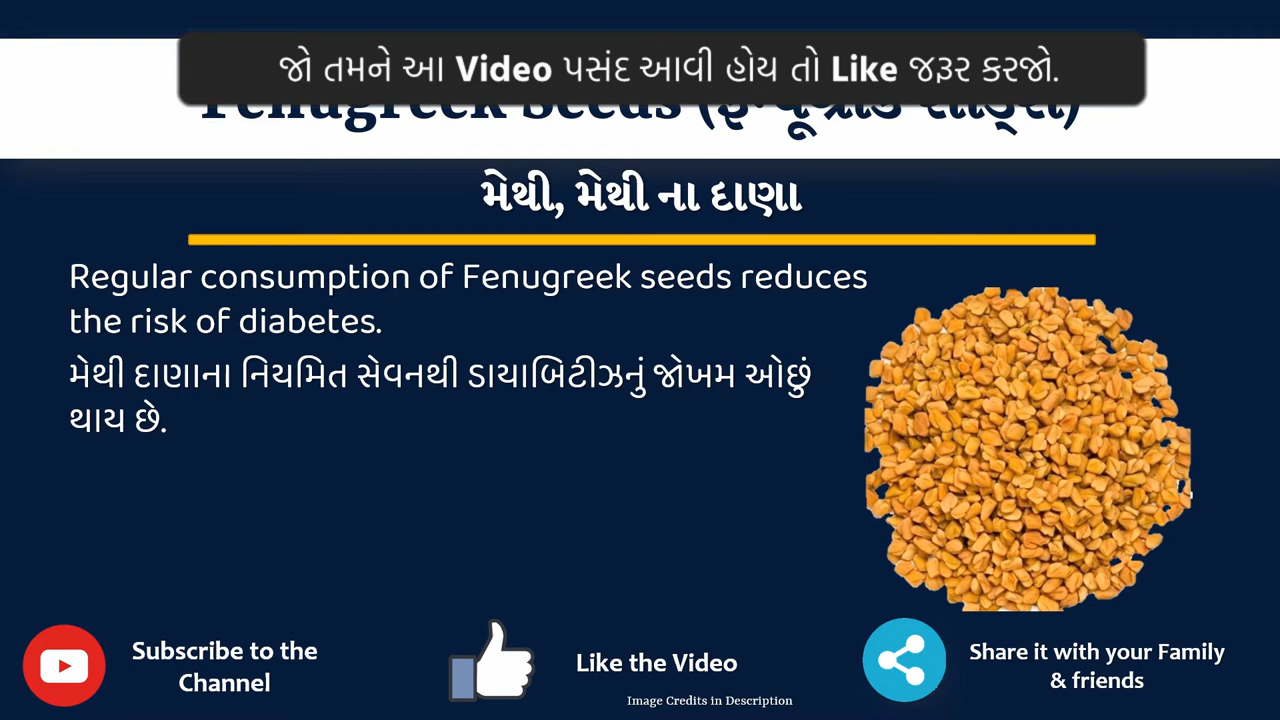 જો તમને આ Video પસંદ આવી હોય તો Like જરૂર કરજો.
Fenugreek Seeds
મેથી, મેથી ના દાણા
Regular consumption of Fenugreek seeds reduces
the risk of diabetes.
મેથી દાણાના નિયમિત સેવનથી ડાયાબિટીઝનું જોખમ ઓછું
થાય છે.
Subscribe to the
Channel
Like the Video
Share it with your Family
& friends
Image Credits in Description